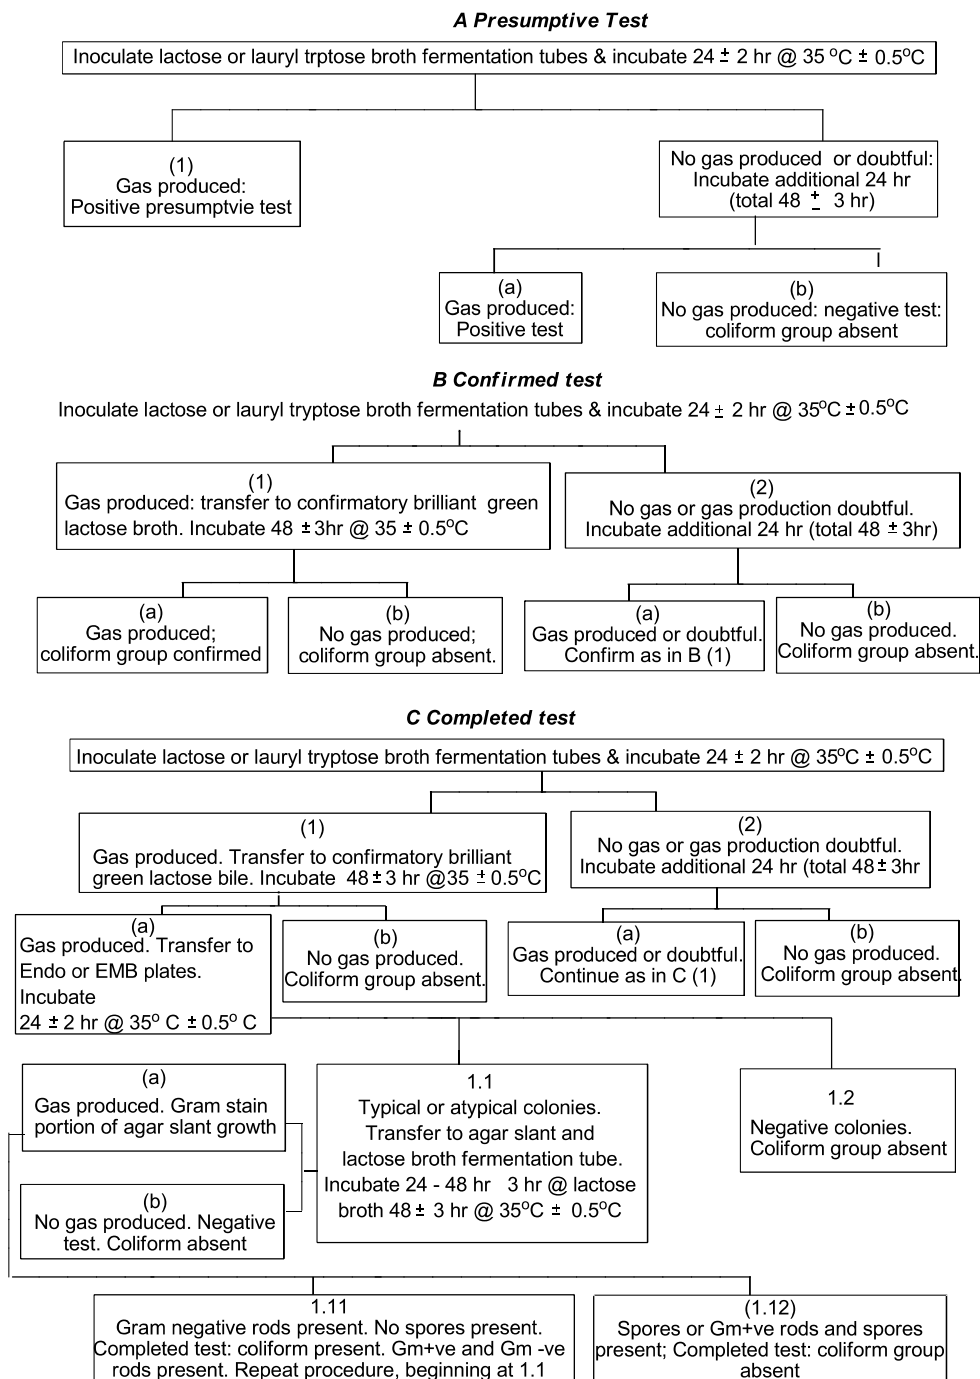 A Presumptive Test
Inoculate lactose or lauryl trptose broth fermentation tubes & incubate 24 ± 2 hr @ 35 ºC ± 0.5ºC
(1)
Gas produced:
Positive presumptvie test
No gas produced or doubtful:
Incubate additional 24 hr
(total 48 ± 3 hr)
(a)
Gas produced:
Positive test
(b)
No gas produced: negative test:
coliform group absent
B Confirmed test
Inoculate lactose or lauryl tryptose broth fermentation tubes & incubate 24 ± 2 hr @ 35ºC ± 0.5ºC
(1)
Gas produced: transfer to confirmatory brilliant green
lactose broth. Incubate 48 ± 3hr @ 35 ± 0.5ºC
(2)
No gas or gas production doubtful.
Incubate additional 24 hr (total 48 ± 3hr)
(a)
Gas produced;
coliform group confirmed
(b)
No gas produced;
coliform group absent.
(a)
Gas produced or doubtful.
Confirm as in B (1)
(b)
No gas produced.
Coliform group absent.
C Completed test
Inoculate lactose or lauryl tryptose broth fermentation tubes & incubate 24 ± 2 hr @ 35ºC ± 0.5ºC
(1)
Gas produced. Transfer to confirmatory brilliant
green lactose bile. Incubate 48 ± 3 hr @35 ± 0.5ºC
(2)
No gas or gas production doubtful.
Incubate additional 24 hr (total 48 ± 3hr
(a)
Gas produced. Transfer to
Endo or EMB plates.
Incubate
24 ± 2 hr @ 35º C ± 0.5º C
(b)
No gas produced.
Coliform group absent.
(a)
Gas produced or doubtful.
Continue as in C (1)
(b)
No gas produced.
Coliform group absent.
(a)
Gas produced. Gram stain
portion of agar slant growth
(b)
No gas produced. Negative
test. Coliform absent
1.1
Typical or atypical colonies.
Transfer to agar slant and
lactose broth fermentation tube.
Incubate 24 - 48 hr 3 hr @ lactose
broth 48 ± 3 hr @ 35ºC ± 0.5ºC
1.2
Negative colonies.
Coliform group absent
1.11
Gram negative rods present. No spores present.
Completed test: coliform present. Gm+ve and Gm -ve
rods present. Repeat procedure, beginning at 1.1
(1.12)
Spores or Gm+ve rods and spores
present; Completed test: coliform group
absent